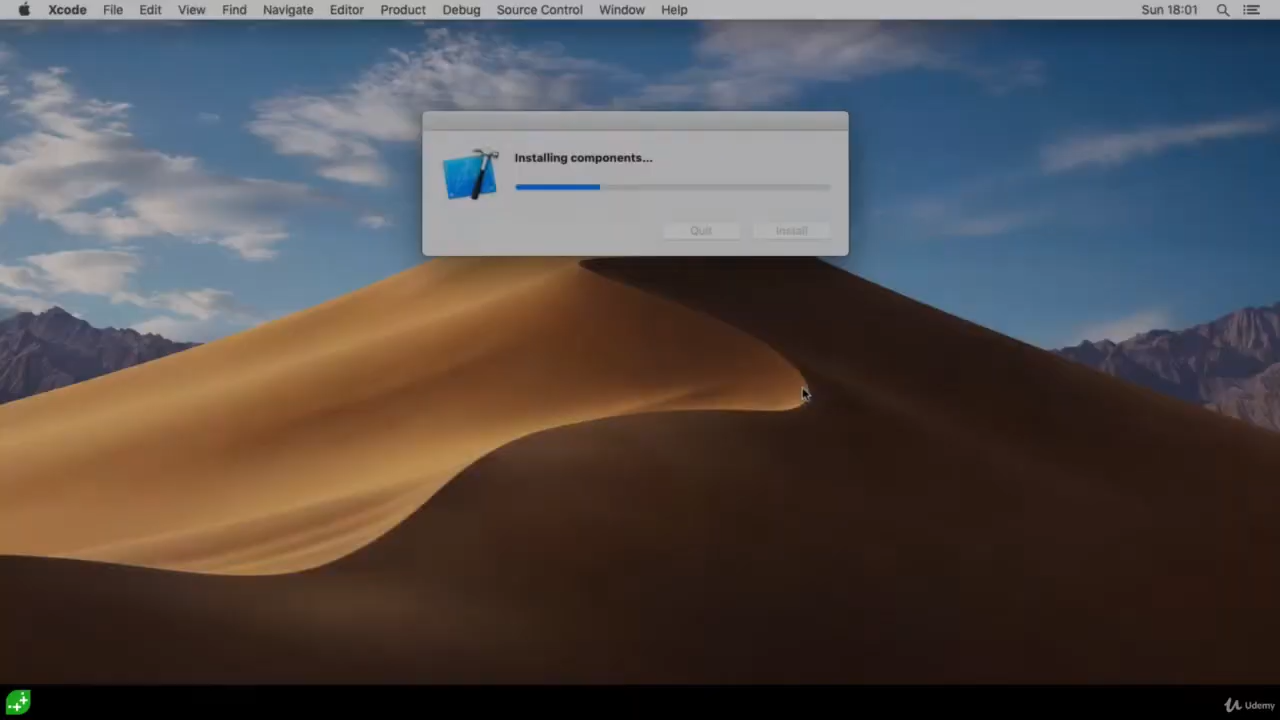 Xcode File Edit View Find Navigate Editor Product Debug Source Control Window Help Sun 18:01
Installing components...
Quit Install
Udemy